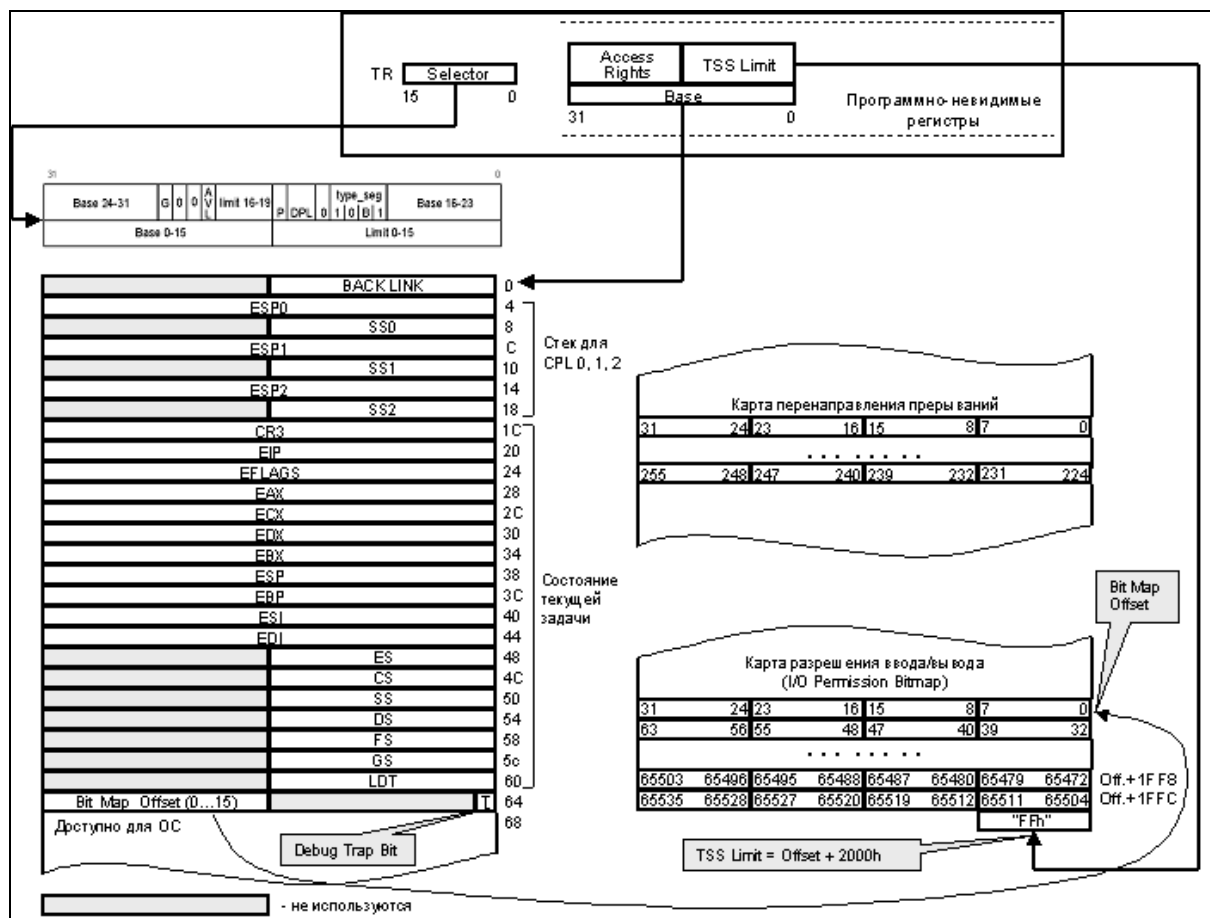 Access Rights TSS Limit
TR Selector
15 0
Base
31 0
Программно-невидимые
регистры
31 0
Base 24-31 G 0 0 AVL limit 16-19 P DPL 0 type_seg 1 0 B 1 Base 16-23
Base 0-15 Limit 0-15
BACK LINK 0
ESP0 4
SS0 8
ESP1 C
SS1 10
ESP2 14
SS2 18
Стек для
CPL 0, 1, 2
CR3 1C
EIP 20
EFLAGS 24
EAX 28
ECX 2C
EDX 30
EBX 34
ESP 38
EBP 3C
ESI 40
EDI 44
ES 48
CS 4C
SS 50
DS 54
FS 58
GS 5c
LDT 60
Состояние
текущей
задачи
Bit Map Offset (0...15) T 64
Доступно для ОС 68
Debug Trap Bit
- не используются
Карта перенаправления прерываний
31 24 23 16 15 8 7 0
. . . . . . . . .
255 248 247 240 239 232 231 224
Bit Map
Offset
Карта разрешения ввода/вывода
(I/O Permission Bitmap)
31 24 23 16 15 8 7 0
63 56 55 48 47 40 39 32
. . . . . . . . .
65503 65496 65495 65488 65487 65480 65479 65472 Off.+1FF8
65535 65528 65527 65520 65519 65512 65511 65504 Off.+1FFC
"FFh"
TSS Limit = Offset + 2000h